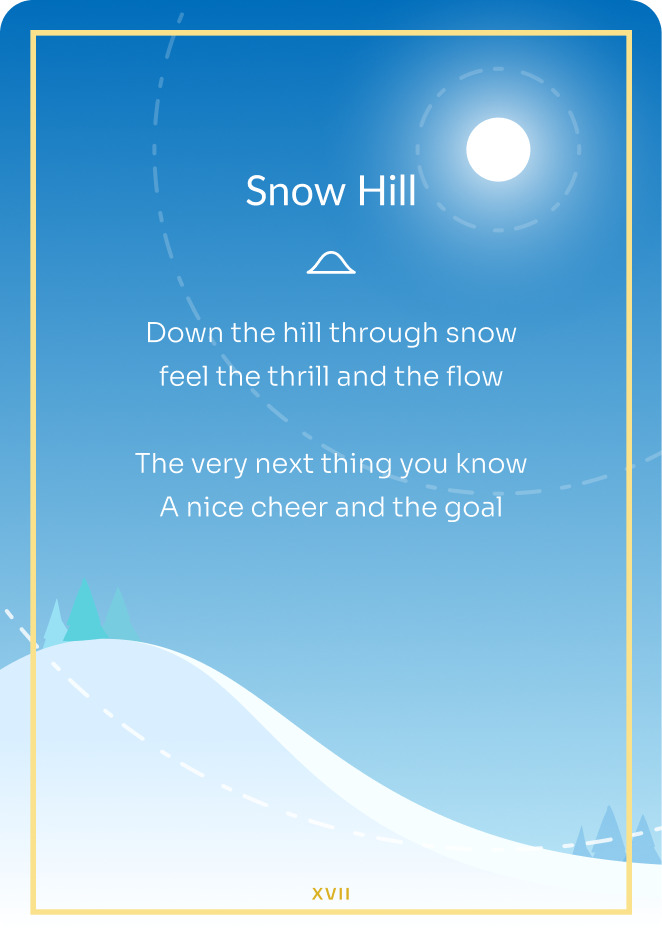 Snow Hill
Down the hill through snow
feel the thrill and the flow
The very next thing you know
A nice cheer and the goal
XVII